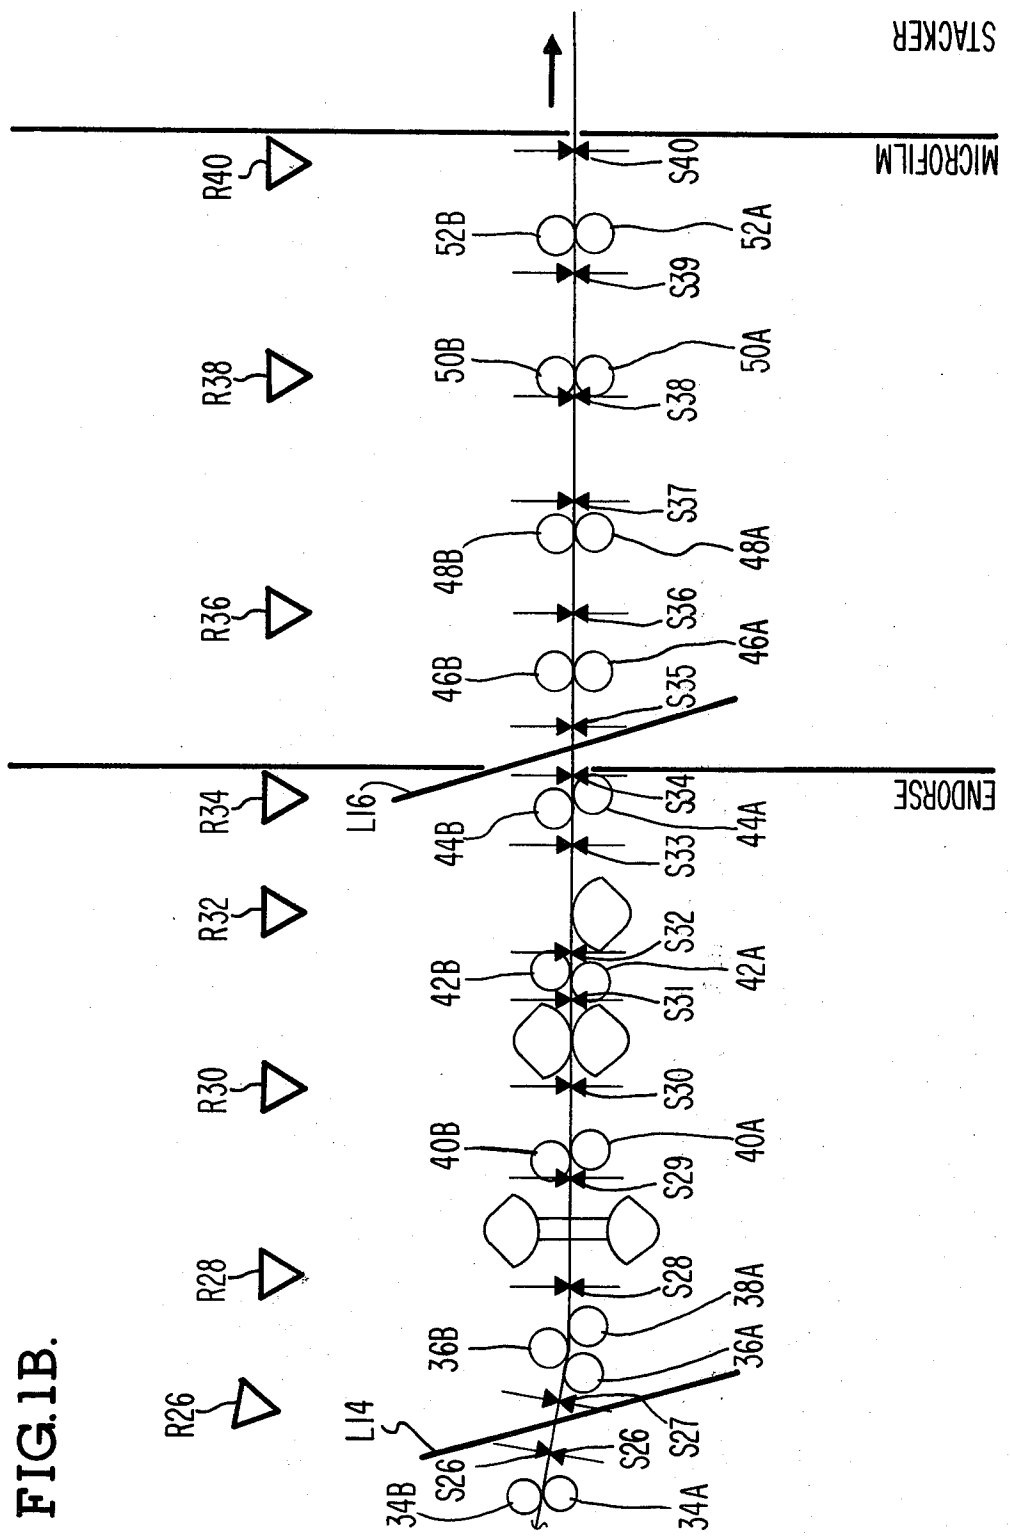 FIG.1B.
R26
R28
R30
R32
R34
R36
R38
R40
L14
L16
34B
S26
36B
40B
42B
44B
46B
48B
50B
52B
34A
S26
S27
36A
38A
S28
S29
40A
S30
S31
42A
S32
S33
44A
S34
S35
46A
S36
48A
S37
S38
50A
S39
52A
S40
ENDORSE
MICROFILM
STACKER